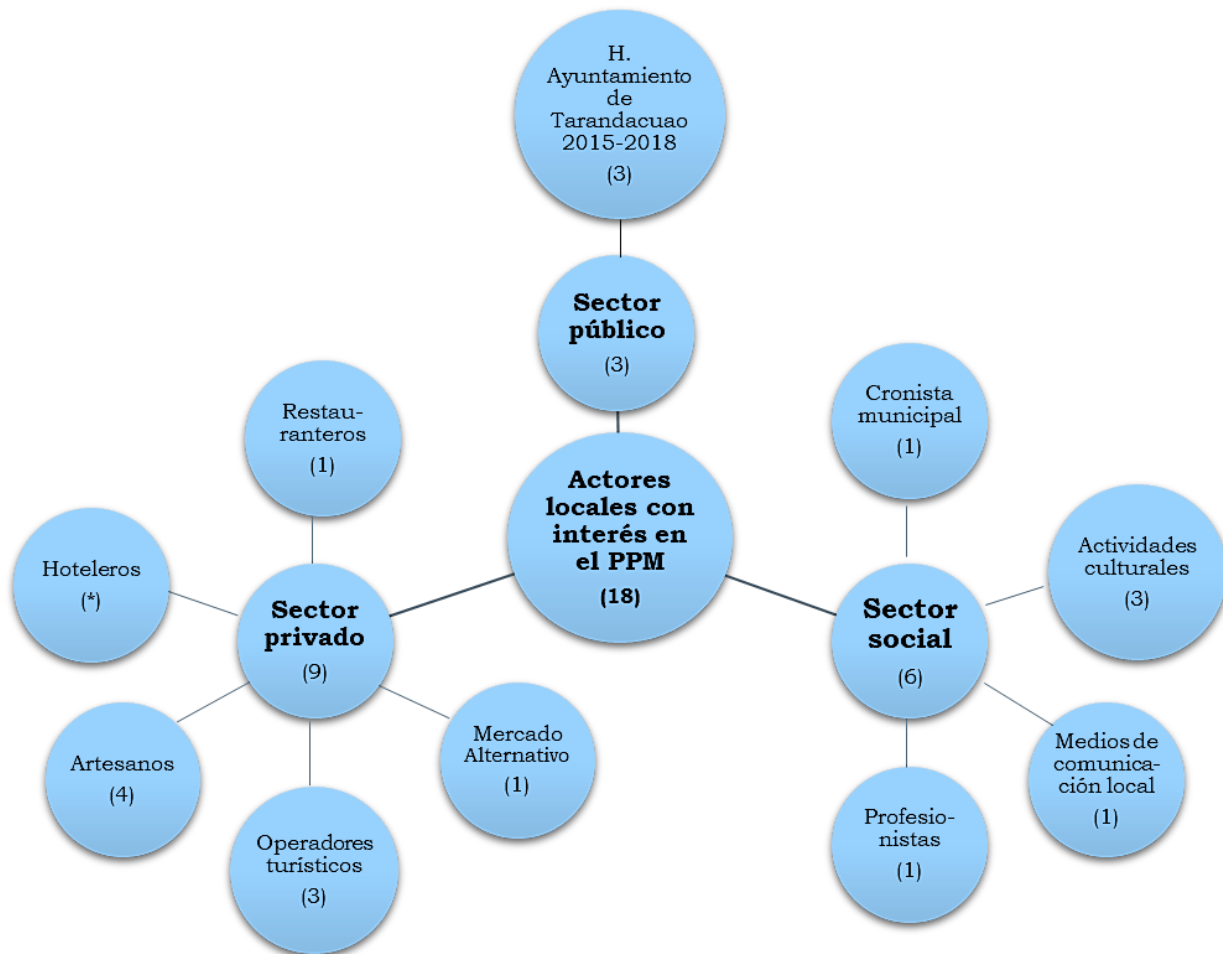 H.
Ayuntamiento
de
Tarandacuao
2015-2018
(3)
Sector
público
(3)
Actores
locales con
interés en
el PPM
(18)
Restau-
ranteros
(1)
Hoteleros
(*)
Sector
privado
(9)
Artesanos
(4)
Operadores
turísticos
(3)
Mercado
Alternativo
(1)
Cronista
municipal
(1)
Actividades
culturales
(3)
Sector
social
(6)
Medios de
comunica-
ción local
(1)
Profesio-
nistas
(1)